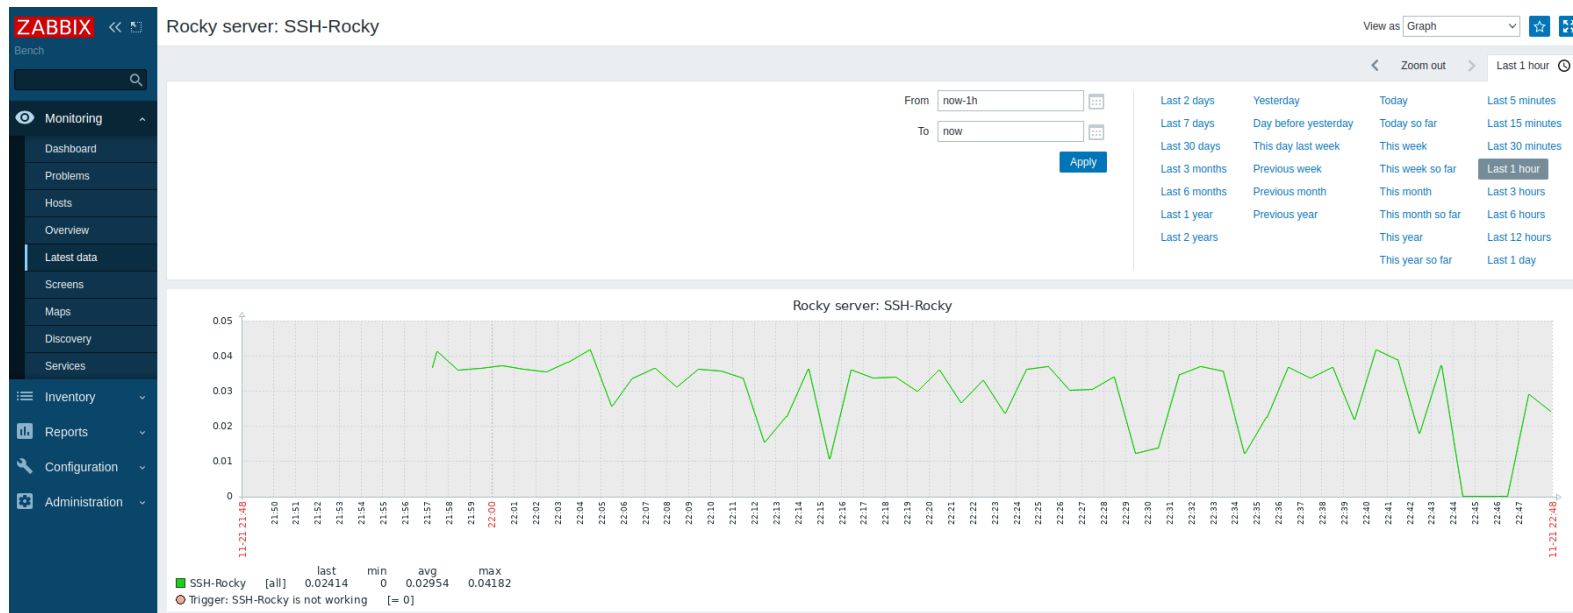 ZABBIX
Bench
Monitoring
Dashboard
Problems
Hosts
Overview
Latest data
Screens
Maps
Discovery
Services
Inventory
Reports
Configuration
Administration
Rocky server: SSH-Rocky
View as Graph
Zoom out Last 1 hour
From now-1h
To now
Apply
Last 2 days Yesterday Today Last 5 minutes
Last 7 days Day before yesterday Today so far Last 15 minutes
Last 30 days This day last week This week Last 30 minutes
Last 3 months Previous week This week so far Last 1 hour
Last 6 months Previous month This month Last 3 hours
Last 1 year Previous year This month so far Last 6 hours
Last 2 years This year Last 12 hours
This year so far Last 1 day
Rocky server: SSH-Rocky
0.05
0.04
0.03
0.02
0.01
0
11-21 21:48 21:50 21:51 21:52 21:53 21:54 21:55 21:56 21:57 21:58 21:59 22:00 22:01 22:02 22:03 22:04 22:05 22:06 22:07 22:08 22:09 22:10 22:11 22:12 22:13 22:14 22:15 22:16 22:17 22:18 22:19 22:20 22:21 22:22 22:23 22:24 22:25 22:26 22:27 22:28 22:29 22:30 22:31 22:32 22:33 22:34 22:35 22:36 22:37 22:38 22:39 22:40 22:41 22:42 22:43 22:44 22:45 22:46 22:47 11-21 22:48
last min avg max
SSH-Rocky [all] 0.02414 0 0.02954 0.04182
Trigger: SSH-Rocky is not working [= 0]